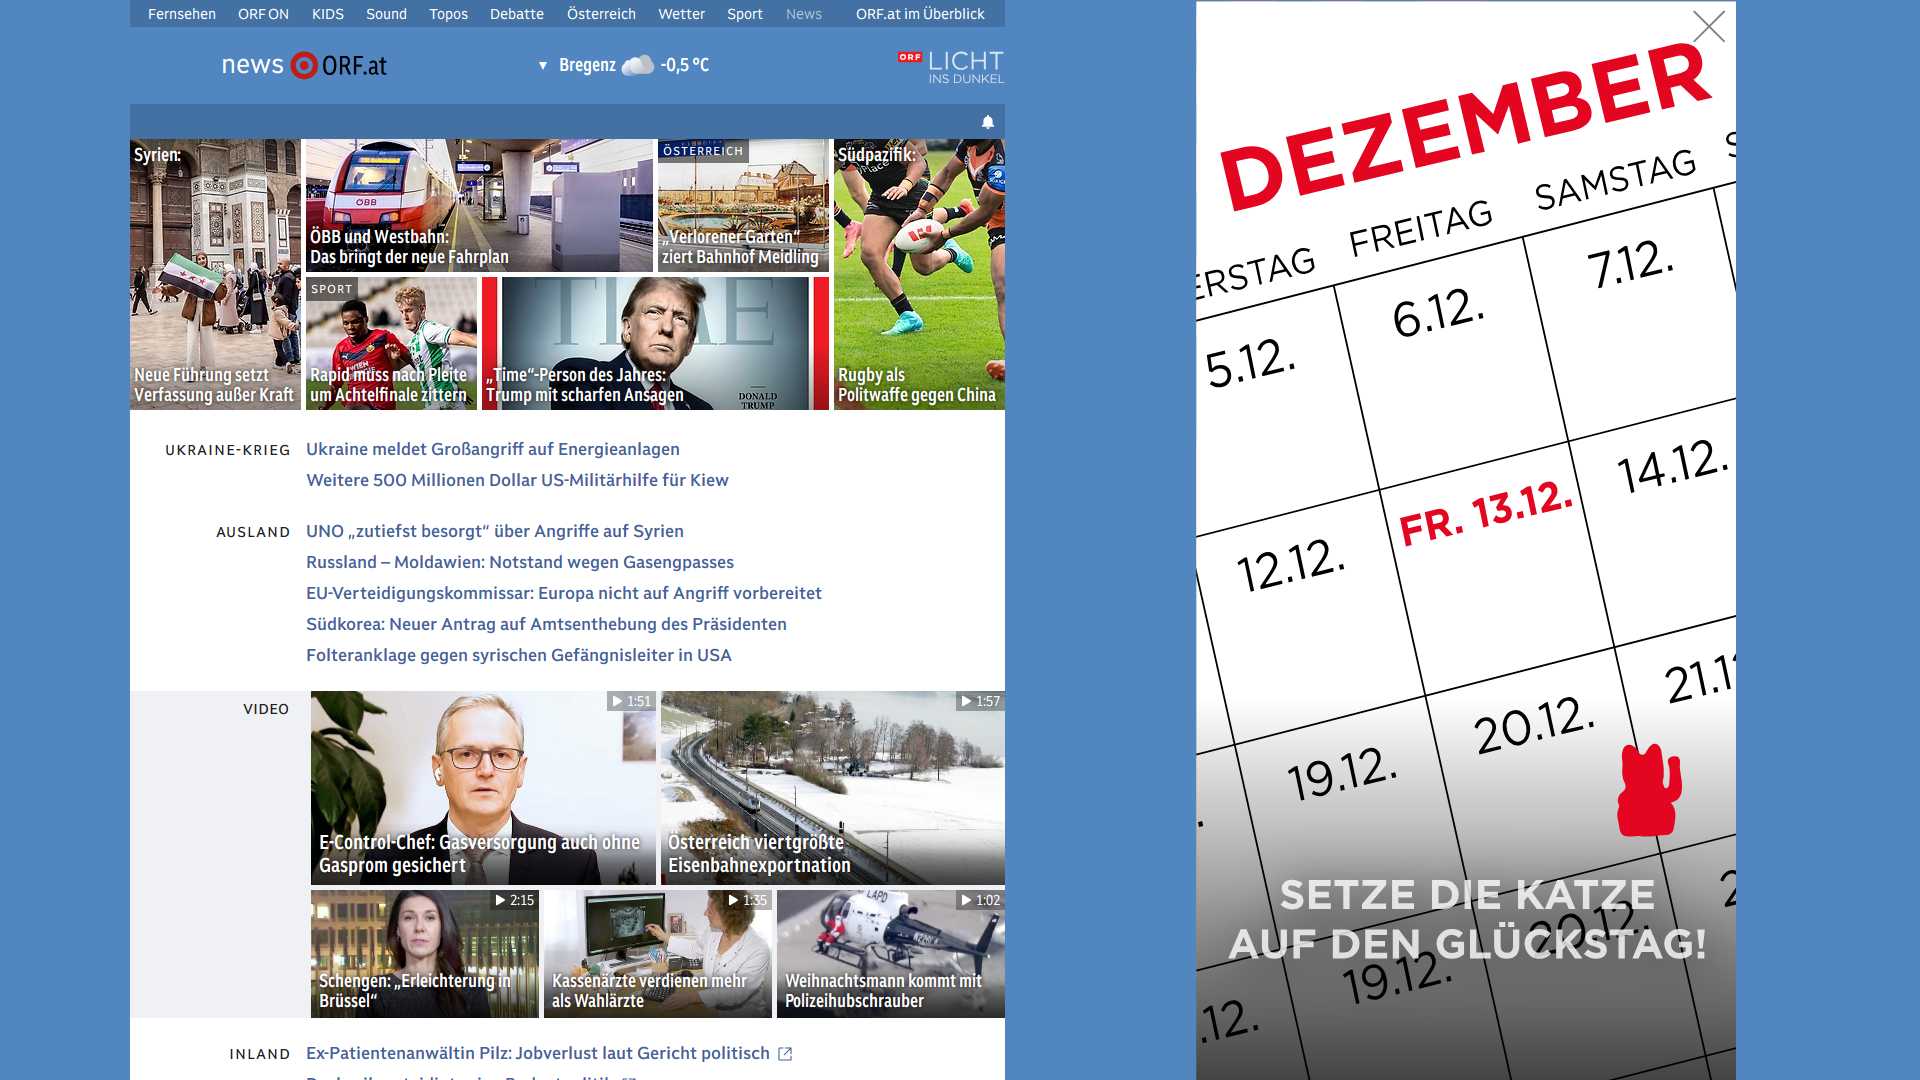 Fernsehen ORF ON KIDS Sound Topos Debatte Österreich Wetter Sport News ORF.at im Überblick
news ORF.at
Bregenz -0,5 °C
ORF LICHT
INS DUNKEL
Syrien:
Neue Führung setzt
Verfassung außer Kraft
ÖBB
ÖBB und Westbahn:
Das bringt der neue Fahrplan
ÖSTERREICH
„Verlorener Garten“
ziert Bahnhof Meidling
Südpazifik:
Rugby als
Politwaffe gegen China
SPORT
Rapid muss nach Pleite
um Achtelfinale zittern
TIME
„Time“-Person des Jahres:
Trump mit scharfen Ansagen
DONALD
TRUMP
UKRAINE-KRIEG
Ukraine meldet Großangriff auf Energieanlagen
Weitere 500 Millionen Dollar US-Militärhilfe für Kiew
AUSLAND
UNO „zutiefst besorgt“ über Angriffe auf Syrien
Russland – Moldawien: Notstand wegen Gasengpasses
EU-Verteidigungskommissar: Europa nicht auf Angriff vorbereitet
Südkorea: Neuer Antrag auf Amtsenthebung des Präsidenten
Folteranklage gegen syrischen Gefängnisleiter in USA
VIDEO
1:51
E-Control-Chef: Gasversorgung auch ohne
Gasprom gesichert
1:57
Österreich viertgrößte
Eisenbahnexportnation
2:15
Schengen: „Erleichterung in
Brüssel“
1:35
Kassenärzte verdienen mehr
als Wahlärzte
LAPD
1:02
Weihnachtsmann kommt mit
Polizeihubschrauber
INLAND
Ex-Patientenanwältin Pilz: Jobverlust laut Gericht politisch
DEZEMBER
ERSTAG FREITAG SAMSTAG S
5.12. 6.12. 7.12.
12.12. FR. 13.12. 14.12.
19.12. 20.12. 21.1
SETZE DIE KATZE
AUF DEN GLÜCKSTAG!
.12. 19.12. 20.12. 2